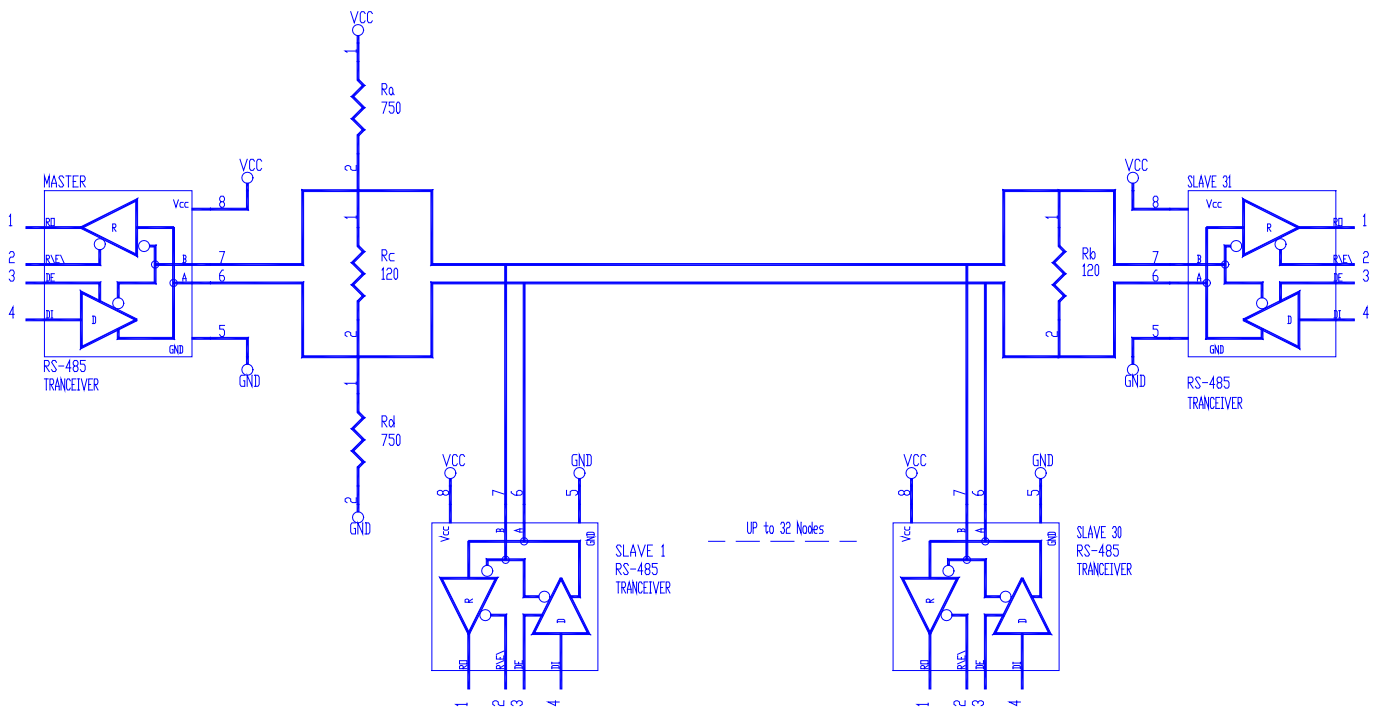 VCC
1
Ra
750
2
MASTER
VCC
8
Vcc
1
RO
R
2
R\E\
3
DE
4
DI
D
B
7
A
6
5
GND
GND
RS-485
TRANCEIVER
1
Rc
120
2
1
Rd
750
2
GND
1
Rb
120
2
VCC
8
SLAVE 31
Vcc
R
RO
1
7
B
R\E\
2
6
A
DE
3
5
D
DI
4
GND
GND
RS-485
TRANCEIVER
VCC
GND
8
7
6
5
Vcc
B
A
GND
R
D
RO
R\E\
DE
DI
1
2
3
4
SLAVE 1
RS-485
TRANCEIVER
UP to 32 Nodes
VCC
GND
8
7
6
5
Vcc
B
A
GND
R
D
RO
R\E\
DE
DI
1
2
3
4
SLAVE 30
RS-485
TRANCEIVER